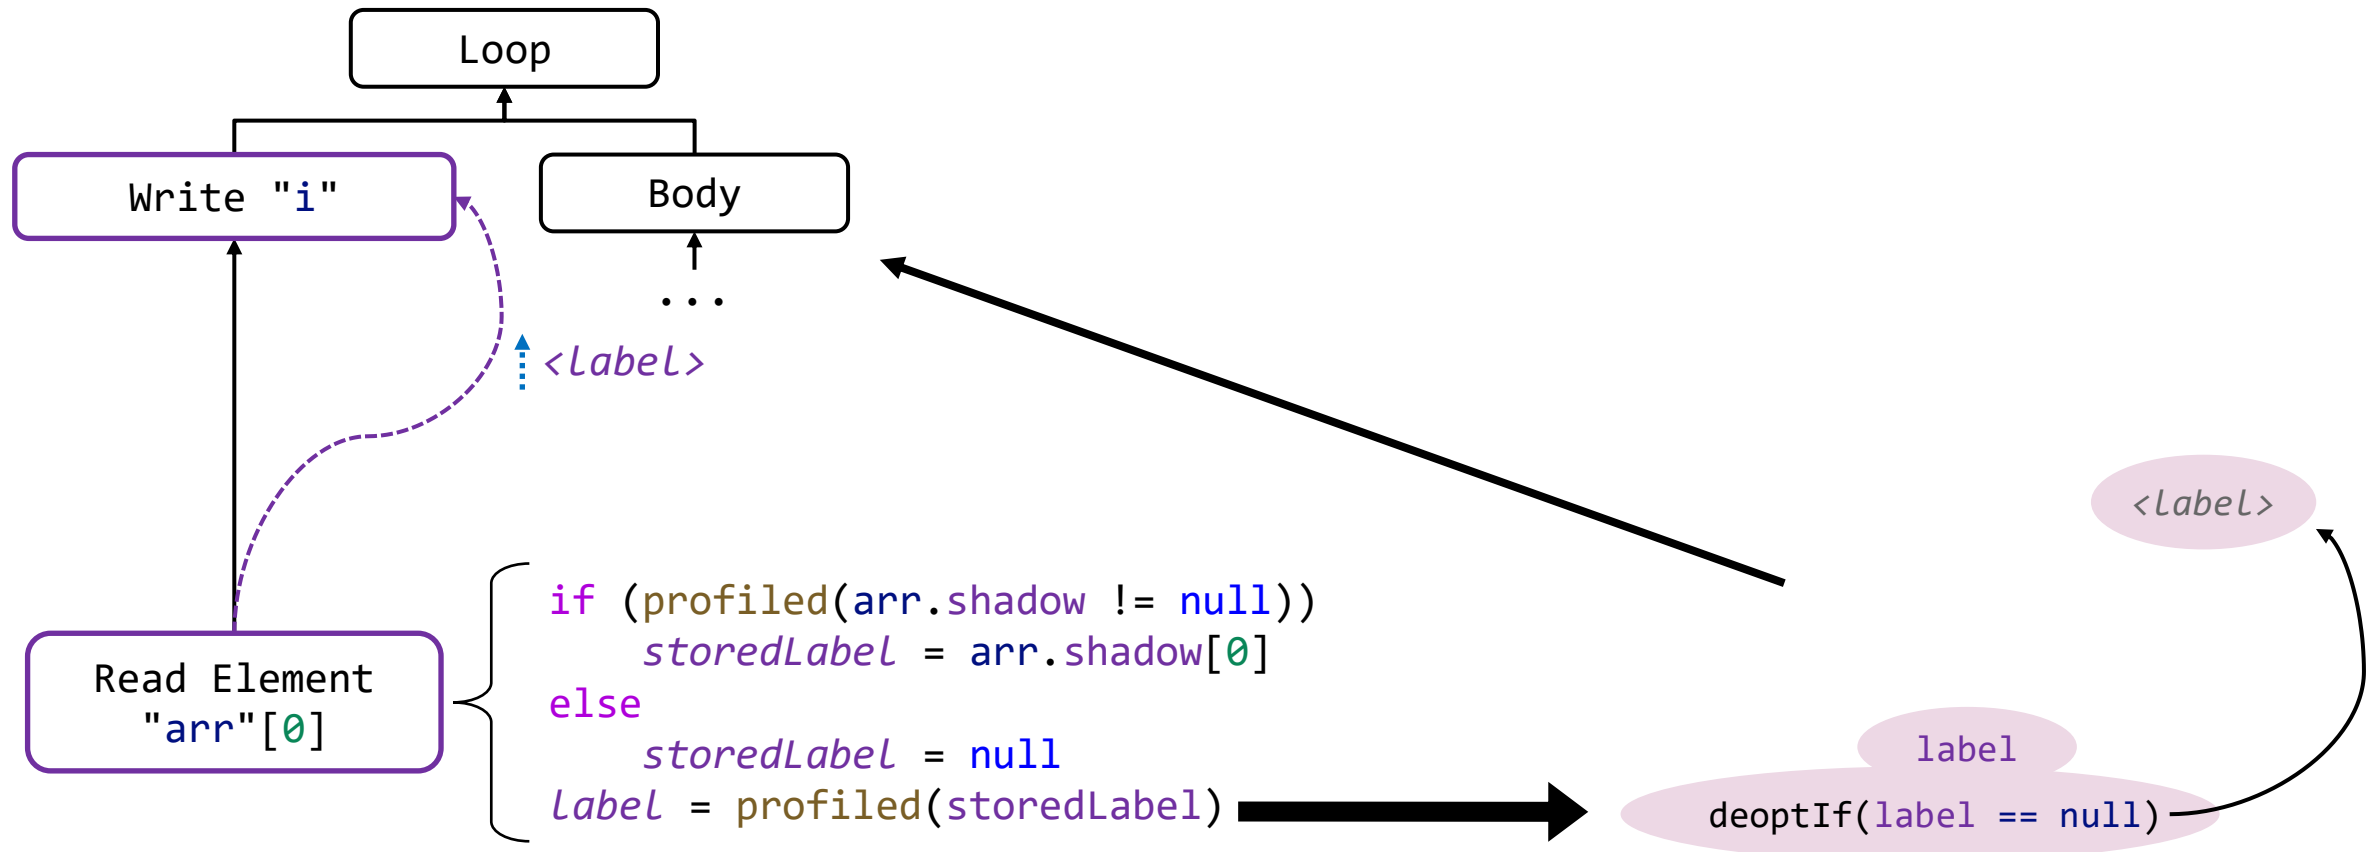 Loop
Write "i"
Body
...
<label>
<label>
Read Element
"arr"[0]
if (profiled(arr.shadow != null))
    storedLabel = arr.shadow[0]
else
    storedLabel = null
label = profiled(storedLabel)
label
deoptIf(label == null)